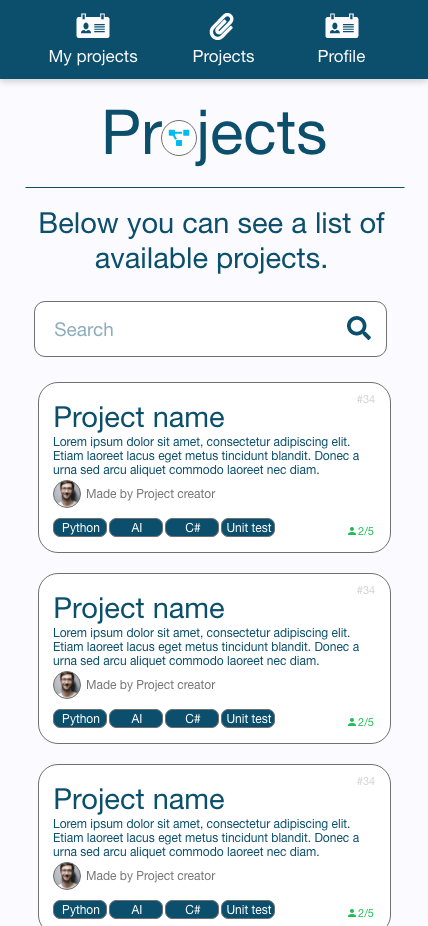 My projects Projects Profile
Projects
Below you can see a list of
available projects.
Search
#34
Project name
Lorem ipsum dolor sit amet, consectetur adipiscing elit.
Etiam laoreet lacus eget metus tincidunt blandit. Donec a
urna sed arcu aliquet commodo laoreet nec diam.
Made by Project creator
Python AI C# Unit test 2/5
#34
Project name
Lorem ipsum dolor sit amet, consectetur adipiscing elit.
Etiam laoreet lacus eget metus tincidunt blandit. Donec a
urna sed arcu aliquet commodo laoreet nec diam.
Made by Project creator
Python AI C# Unit test 2/5
#34
Project name
Lorem ipsum dolor sit amet, consectetur adipiscing elit.
Etiam laoreet lacus eget metus tincidunt blandit. Donec a
urna sed arcu aliquet commodo laoreet nec diam.
Made by Project creator
Python AI C# Unit test 2/5